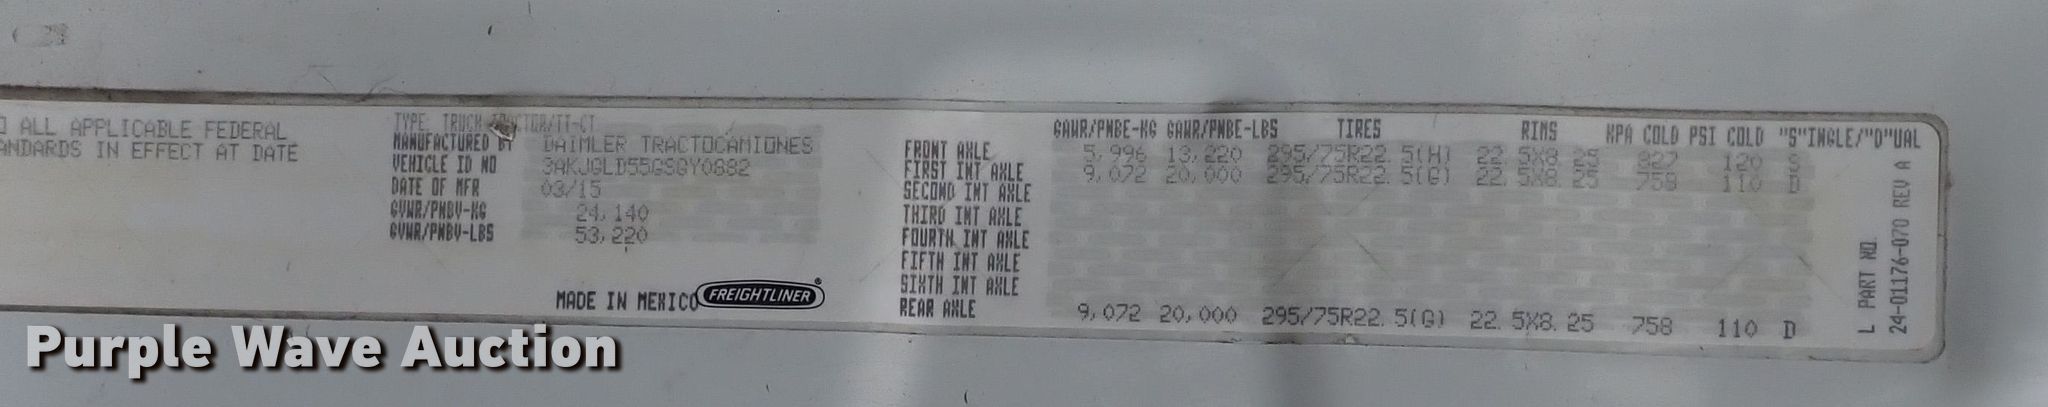 O ALL APPLICABLE FEDERAL
ANDARDS IN EFFECT AT DATE
TYPE: TRUCK TRACTOR/TT-CT
MANUFACTURED BY DAIMLER TRACTOCAMIONES
VEHICLE ID NO 3AKJGLD55GSGY0682
DATE OF MFR 03/15
GVWR/PNBV-KG 24,140
GVWR/PNBV-LBS 53,220
MADE IN MEXICO FREIGHTLINER®
GAWR/PNBE-KG GAWR/PNBE-LBS TIRES RIMS KPA COLD PSI COLD "S"INGLE/"D"UAL
FRONT AXLE 5,996 13,220 295/75R22.5(H) 22.5X8.25 827 120 S
FIRST INT AXLE 9,072 20,000 295/75R22.5(G) 22.5X8.25 758 110 D
SECOND INT AXLE
THIRD INT AXLE
FOURTH INT AXLE
FIFTH INT AXLE
SIXTH INT AXLE
REAR AXLE 9,072 20,000 295/75R22.5(G) 22.5X8.25 758 110 D
L PART NO.
24-01176-070 REV A
Purple Wave Auction